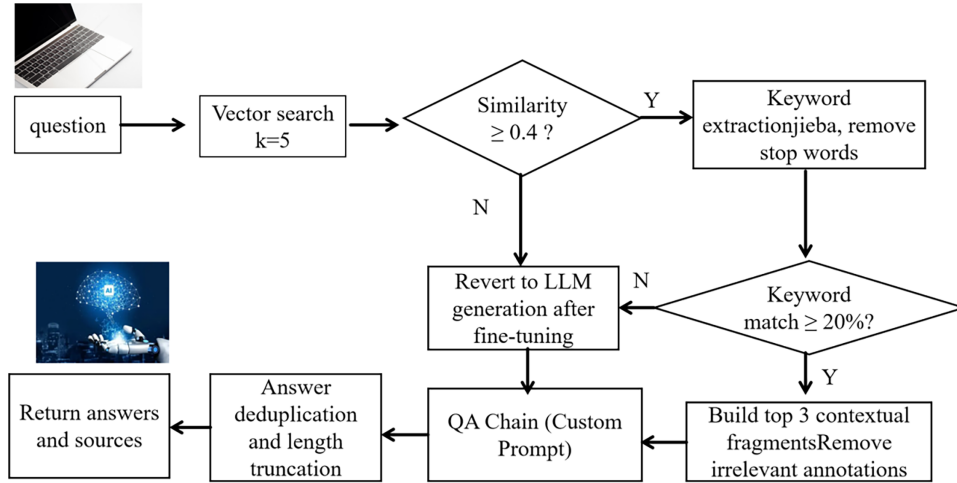 question
Vector search
k=5
Similarity
≥ 0.4 ?
Y
Keyword
extractionjieba, remove
stop words
N
Keyword
match ≥ 20%?
N
Revert to LLM
generation after
fine-tuning
Y
Build top 3 contextual
fragmentsRemove
irrelevant annotations
QA Chain (Custom
Prompt)
Answer
deduplication
and length
truncation
Return answers
and sources
AI